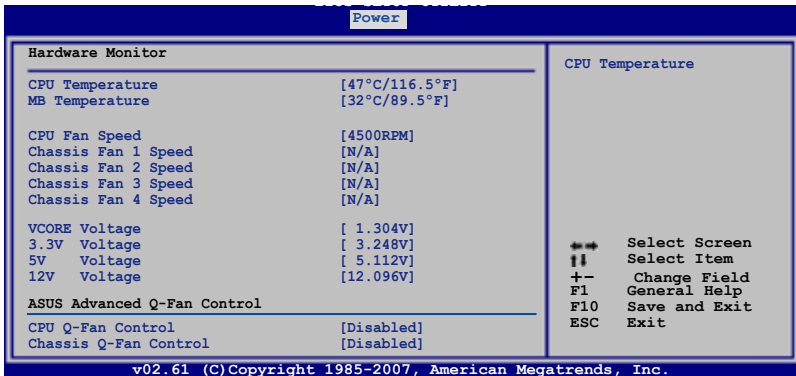 Power
Hardware Monitor
CPU Temperature [47°C/116.5°F]
MB Temperature [32°C/89.5°F]
CPU Fan Speed [4500RPM]
Chassis Fan 1 Speed [N/A]
Chassis Fan 2 Speed [N/A]
Chassis Fan 3 Speed [N/A]
Chassis Fan 4 Speed [N/A]
VCORE Voltage [ 1.304V]
3.3V Voltage [ 3.248V]
5V Voltage [ 5.112V]
12V Voltage [12.096V]
ASUS Advanced Q-Fan Control
CPU Q-Fan Control [Disabled]
Chassis Q-Fan Control [Disabled]
CPU Temperature
Select Screen
Select Item
+- Change Field
F1 General Help
F10 Save and Exit
ESC Exit
v02.61 (C)Copyright 1985-2007, American Megatrends, Inc.